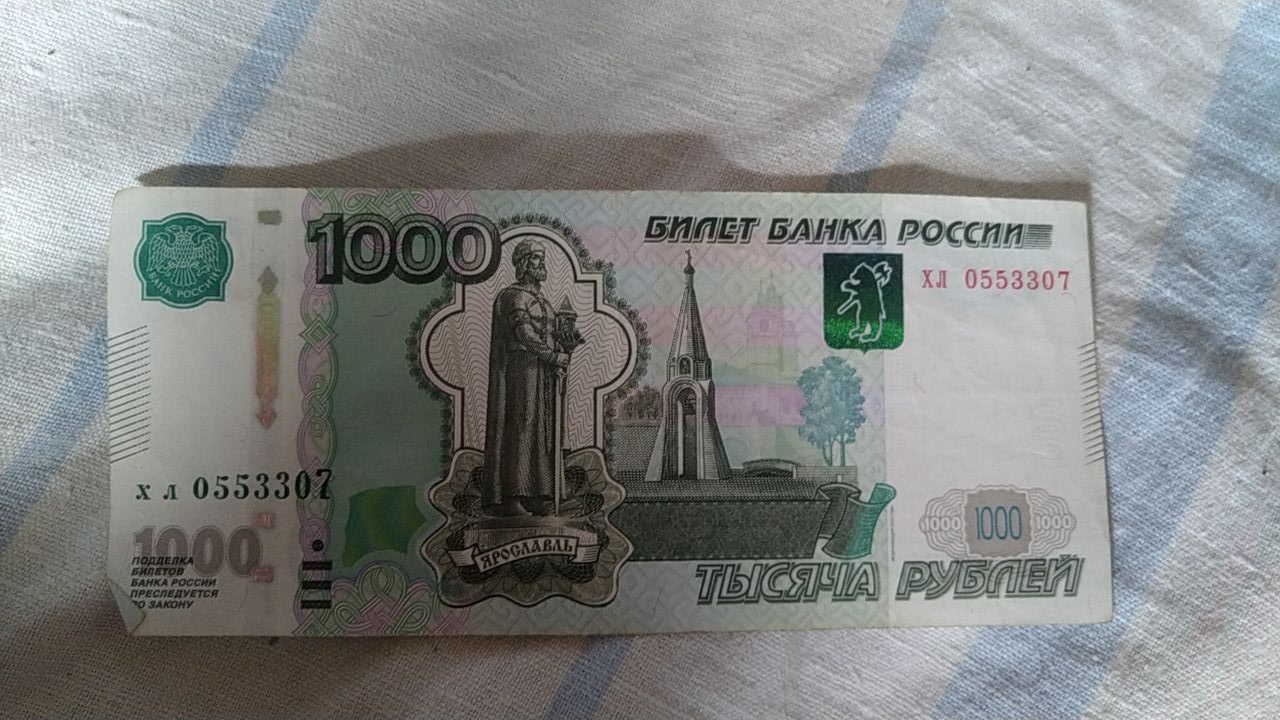 БАНК РОССИИ
1000
БИЛЕТ БАНКА РОССИИ
хл 0553307
хл 0553307
ЯРОСЛАВЛЬ
1000
1000 1000 1000
ПОДДЕЛКА
БИЛЕТОВ
БАНКА РОССИИ
ПРЕСЛЕДУЕТСЯ
ПО ЗАКОНУ
ТЫСЯЧА РУБЛЕЙ